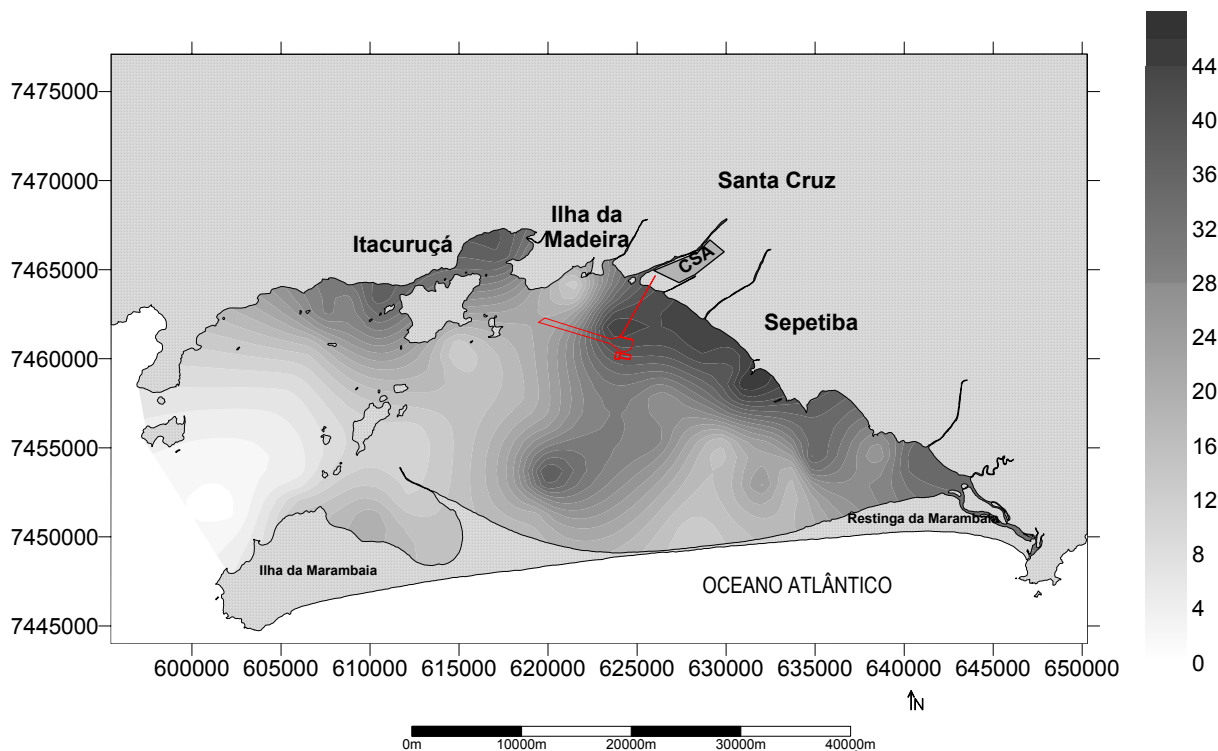 7475000
7470000
7465000
7460000
7455000
7450000
7445000
Santa Cruz
Ilha da
Madeira
Itacuruçá
CSA
Sepetiba
Restinga da Marambaia
Ilha da Marambaia
OCEANO ATLÂNTICO
600000 605000 610000 615000 620000 625000 630000 635000 640000 645000 650000
N
0m 10000m 20000m 30000m 40000m
44
40
36
32
28
24
20
16
12
8
4
0